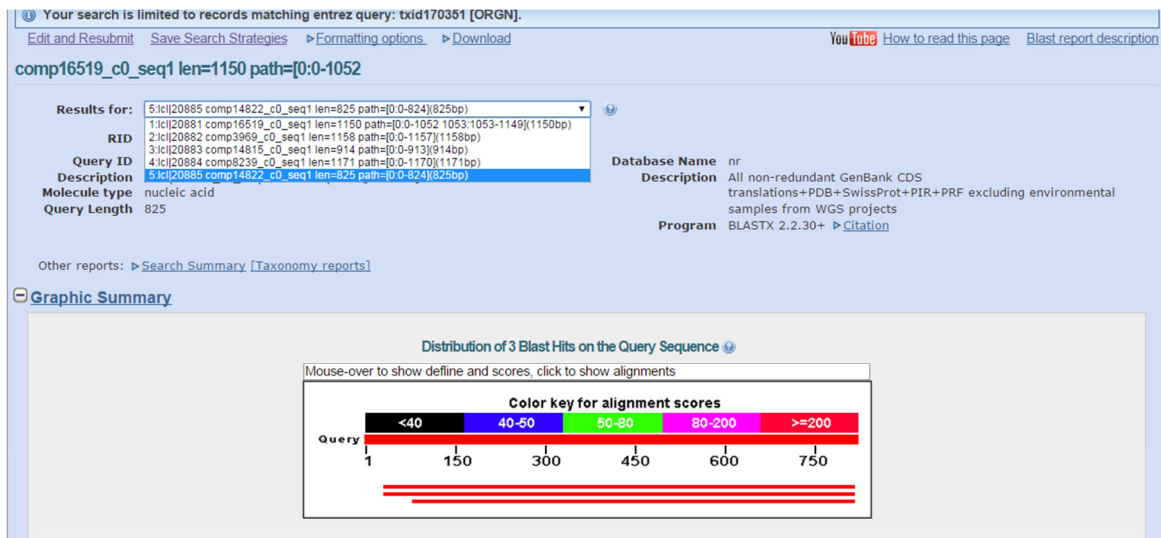 Your search is limited to records matching entrez query: txid170351 [ORGN].
Edit and Resubmit Save Search Strategies Formatting options Download YouTube How to read this page Blast report description
comp16519_c0_seq1 len=1150 path=[0:0-1052
Results for: 5:lcl|20885 comp14822_c0_seq1 len=825 path=[0:0-824](825bp)
1:lcl|20881 comp16519_c0_seq1 len=1150 path=[0:0-1052 1053:1053-1149](1150bp)
RID 2:lcl|20882 comp3969_c0_seq1 len=1158 path=[0:0-1157](1158bp)
3:lcl|20883 comp14815_c0_seq1 len=914 path=[0:0-913](914bp)
Query ID 4:lcl|20884 comp8239_c0_seq1 len=1171 path=[0:0-1170](1171bp) Database Name nr
Description 5:lcl|20885 comp14822_c0_seq1 len=825 path=[0:0-824](825bp) Description All non-redundant GenBank CDS
Molecule type nucleic acid translations+PDB+SwissProt+PIR+PRF excluding environmental
Query Length 825 samples from WGS projects
Program BLASTX 2.2.30+ Citation
Other reports: Search Summary [Taxonomy reports]
Graphic Summary
Distribution of 3 Blast Hits on the Query Sequence
Mouse-over to show defline and scores, click to show alignments
Color key for alignment scores
<40 40-50 50-80 80-200 >=200
Query
1 150 300 450 600 750